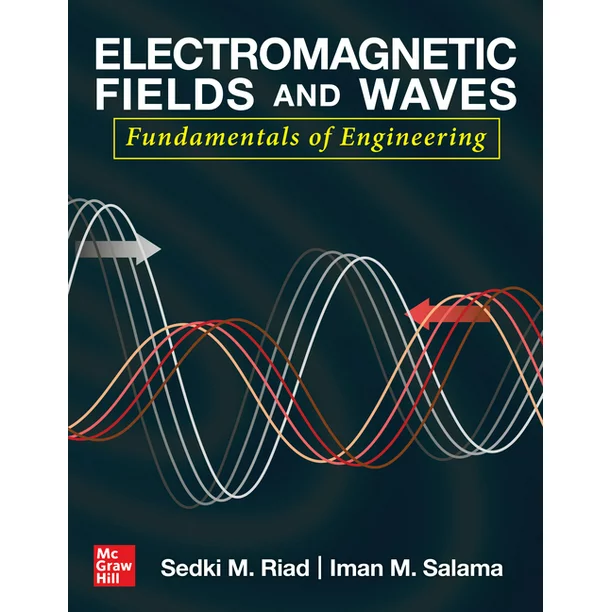 ELECTROMAGNETIC
FIELDS AND WAVES
Fundamentals of Engineering
Mc
Graw
Hill
Sedki M. Riad | Iman M. Salama